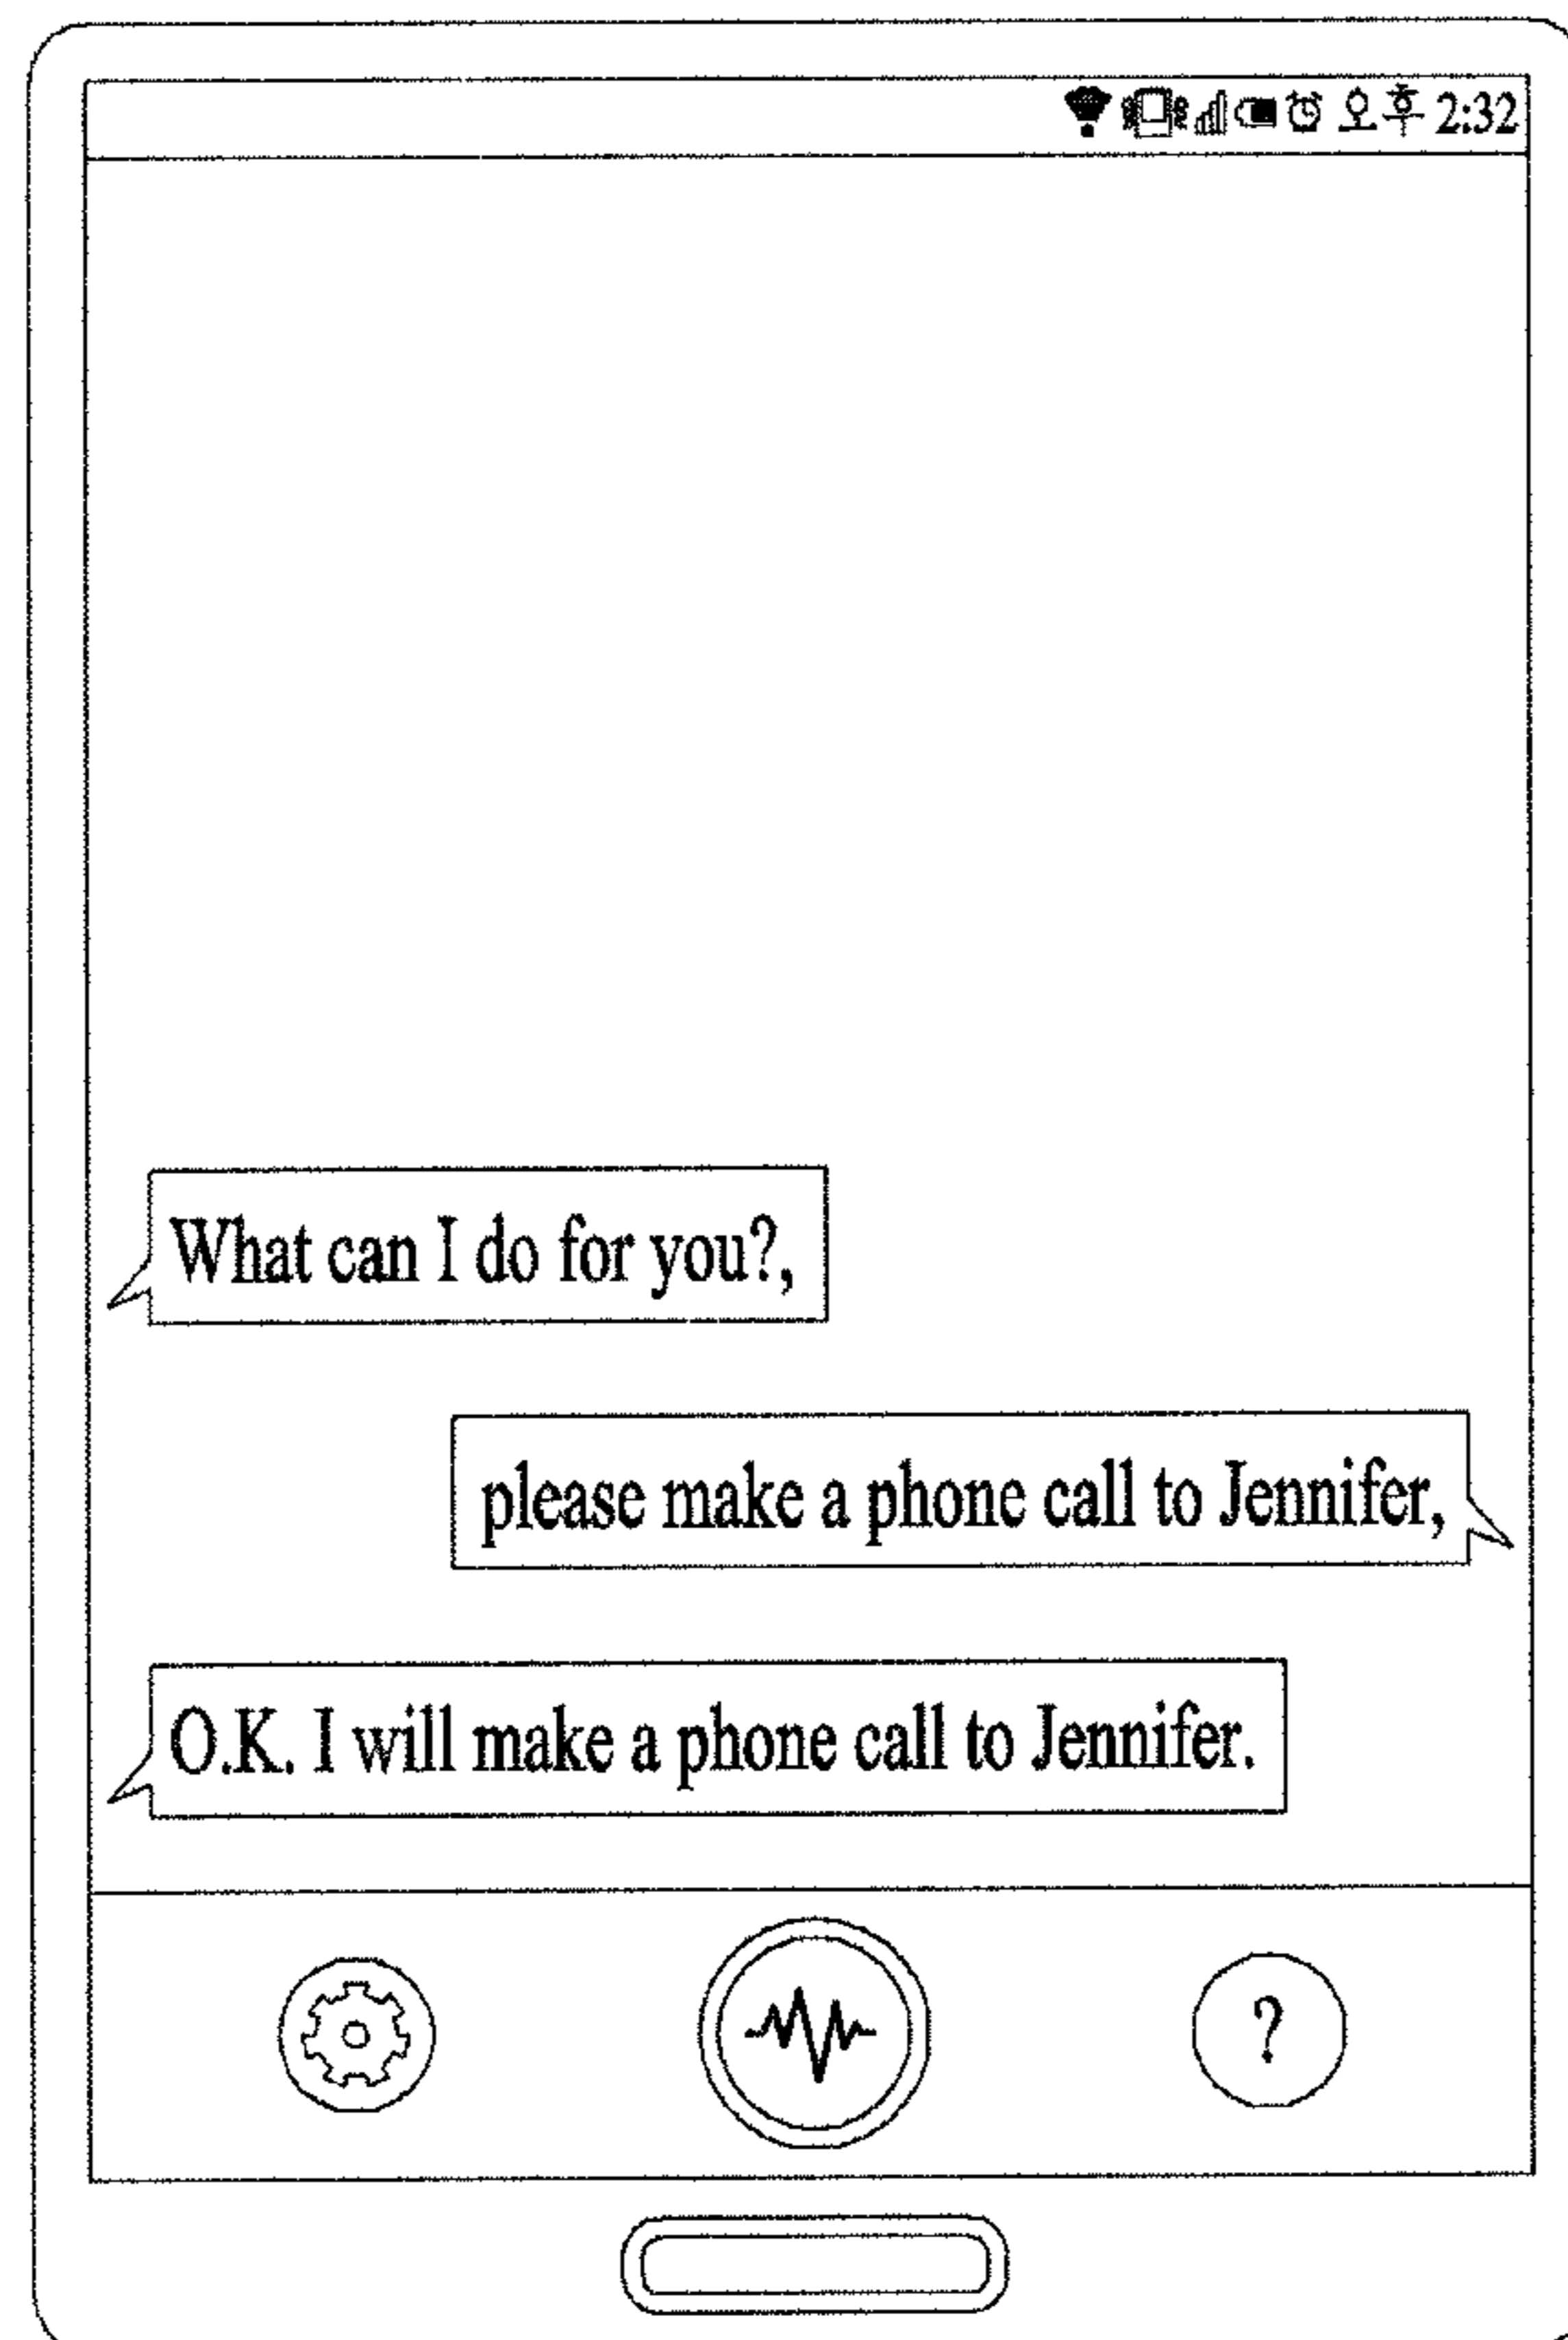 오후 2:32
What can I do for you?,
please make a phone call to Jennifer,
O.K. I will make a phone call to Jennifer.
?